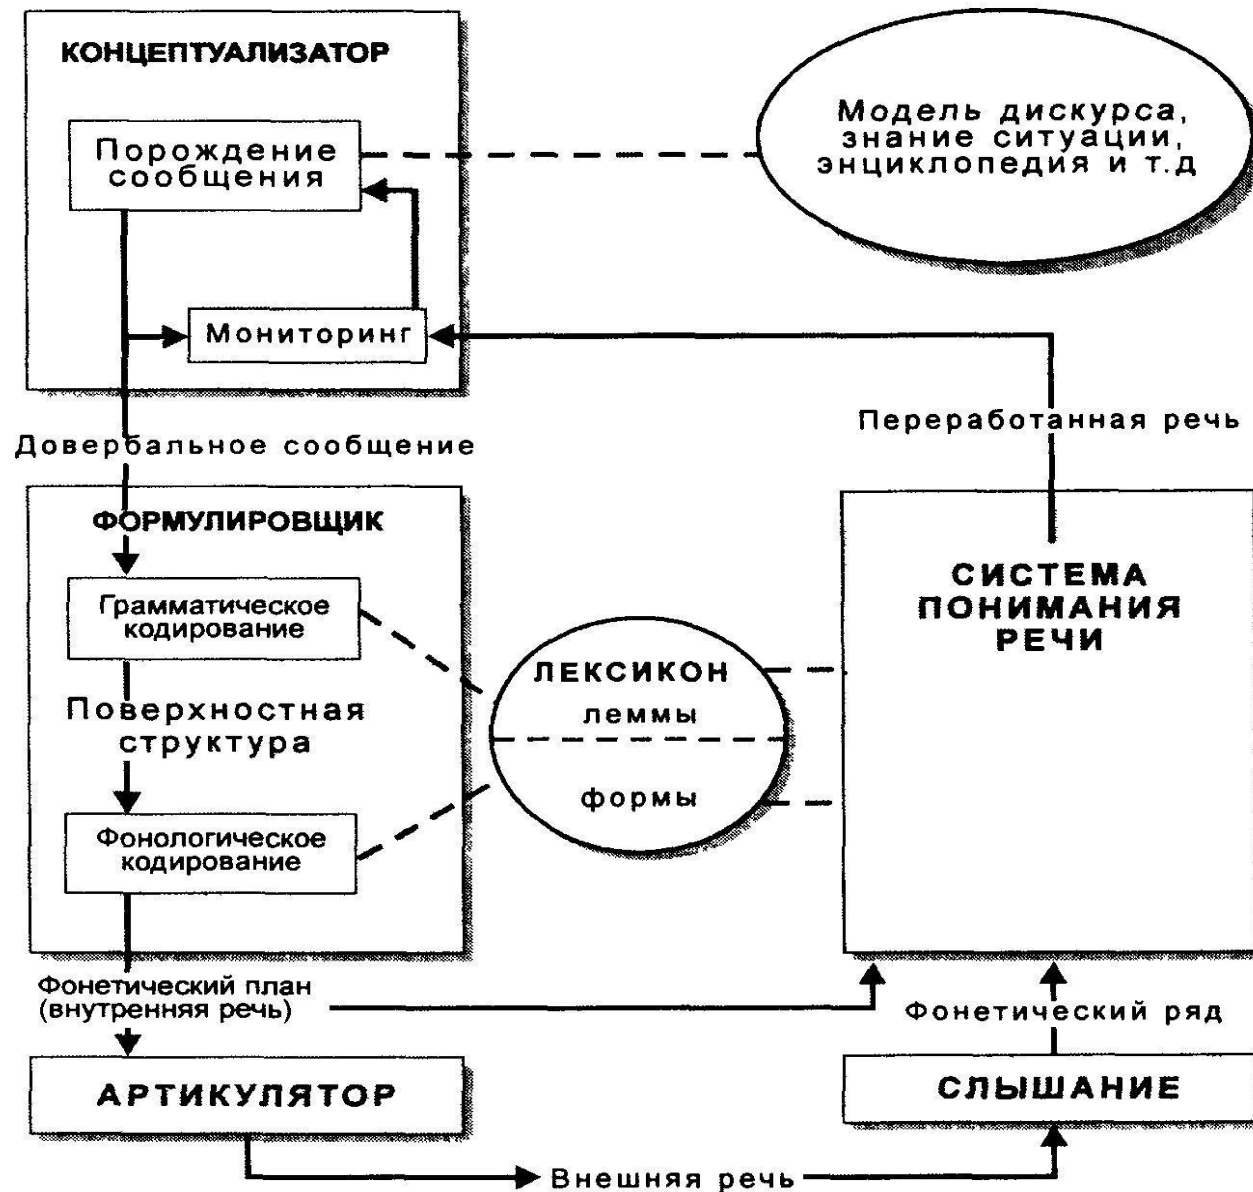 КОНЦЕПТУАЛИЗАТОР
Порождение
сообщения
Модель дискурса,
знание ситуации,
энциклопедия и т.д
Мониторинг
Довербальное сообщение
Переработанная речь
ФОРМУЛИРОВЩИК
Грамматическое
кодирование
Поверхностная
структура
Фонологическое
кодирование
ЛЕКСИКОН
леммы
формы
СИСТЕМА
ПОНИМАНИЯ
РЕЧИ
Фонетический план
(внутренняя речь)
Фонетический ряд
АРТИКУЛЯТОР
СЛЫШАНИЕ
Внешняя речь